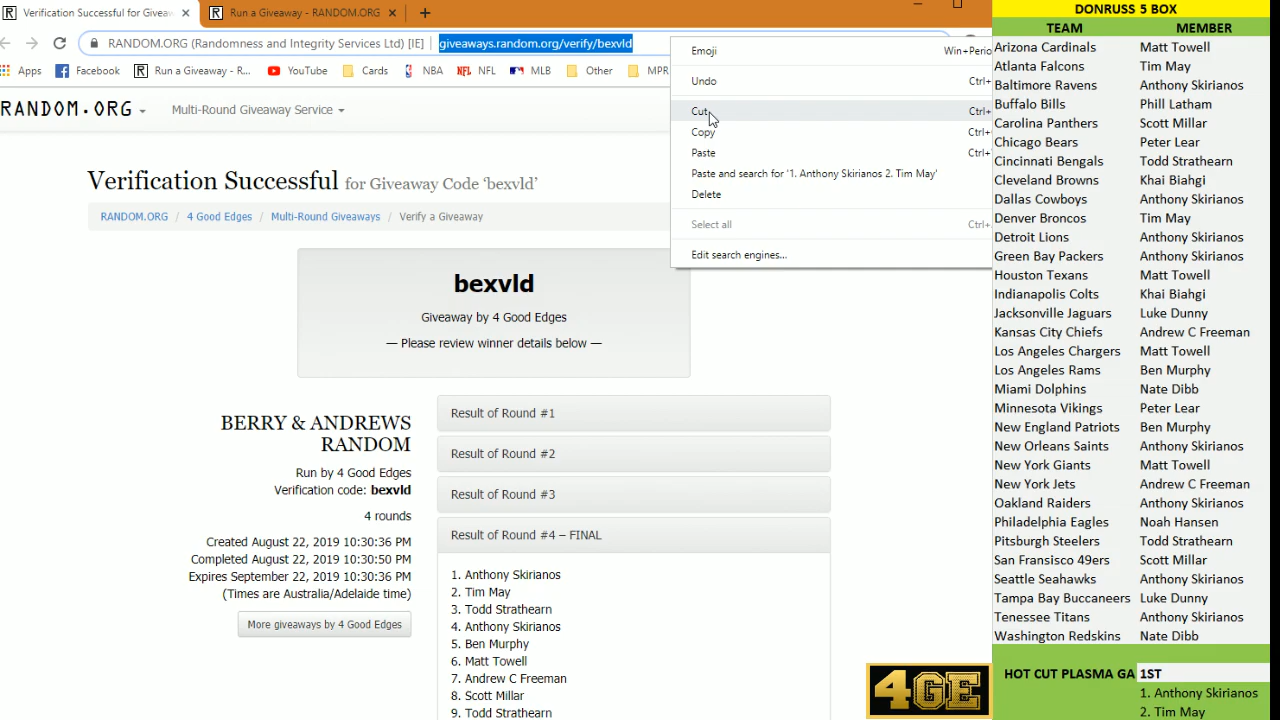 Verification Successful for Giveaw
Run a Giveaway - RANDOM.ORG
RANDOM.ORG (Randomness and Integrity Services Ltd) [IE]
giveaways.random.org/verify/bexvld
Apps
Facebook
Run a Giveaway - R...
YouTube
Cards
NBA
NFL
MLB
Other
MPR
RANDOM.ORG
Multi-Round Giveaway Service
Emoji Win+Perio
Undo Ctrl+
Cut Ctrl+
Copy Ctrl+
Paste Ctrl+
Paste and search for '1. Anthony Skirianos 2. Tim May'
Delete
Select all Ctrl+
Edit search engines...
Verification Successful for Giveaway Code ‘bexvld’
RANDOM.ORG / 4 Good Edges / Multi-Round Giveaways / Verify a Giveaway
bexvld
Giveaway by 4 Good Edges
— Please review winner details below —
BERRY & ANDREWS
RANDOM
Run by 4 Good Edges
Verification code: bexvld
4 rounds
Created August 22, 2019 10:30:36 PM
Completed August 22, 2019 10:30:50 PM
Expires September 22, 2019 10:30:36 PM
(Times are Australia/Adelaide time)
More giveaways by 4 Good Edges
Result of Round #1
Result of Round #2
Result of Round #3
Result of Round #4 – FINAL
1. Anthony Skirianos
2. Tim May
3. Todd Strathearn
4. Anthony Skirianos
5. Ben Murphy
6. Matt Towell
7. Andrew C Freeman
8. Scott Millar
9. Todd Strathearn
4GE
DONRUSS 5 BOX
TEAM MEMBER
Arizona Cardinals Matt Towell
Atlanta Falcons Tim May
Baltimore Ravens Anthony Skirianos
Buffalo Bills Phill Latham
Carolina Panthers Scott Millar
Chicago Bears Peter Lear
Cincinnati Bengals Todd Strathearn
Cleveland Browns Khai Biahgi
Dallas Cowboys Anthony Skirianos
Denver Broncos Tim May
Detroit Lions Anthony Skirianos
Green Bay Packers Anthony Skirianos
Houston Texans Matt Towell
Indianapolis Colts Khai Biahgi
Jacksonville Jaguars Luke Dunny
Kansas City Chiefs Andrew C Freeman
Los Angeles Chargers Matt Towell
Los Angeles Rams Ben Murphy
Miami Dolphins Nate Dibb
Minnesota Vikings Peter Lear
New England Patriots Ben Murphy
New Orleans Saints Anthony Skirianos
New York Giants Matt Towell
New York Jets Andrew C Freeman
Oakland Raiders Anthony Skirianos
Philadelphia Eagles Noah Hansen
Pitsburgh Steelers Todd Strathearn
San Fransisco 49ers Scott Millar
Seattle Seahawks Anthony Skirianos
Tampa Bay Buccaneers Luke Dunny
Tenessee Titans Anthony Skirianos
Washington Redskins Nate Dibb
HOT CUT PLASMA GA 1ST
1. Anthony Skirianos
2. Tim May